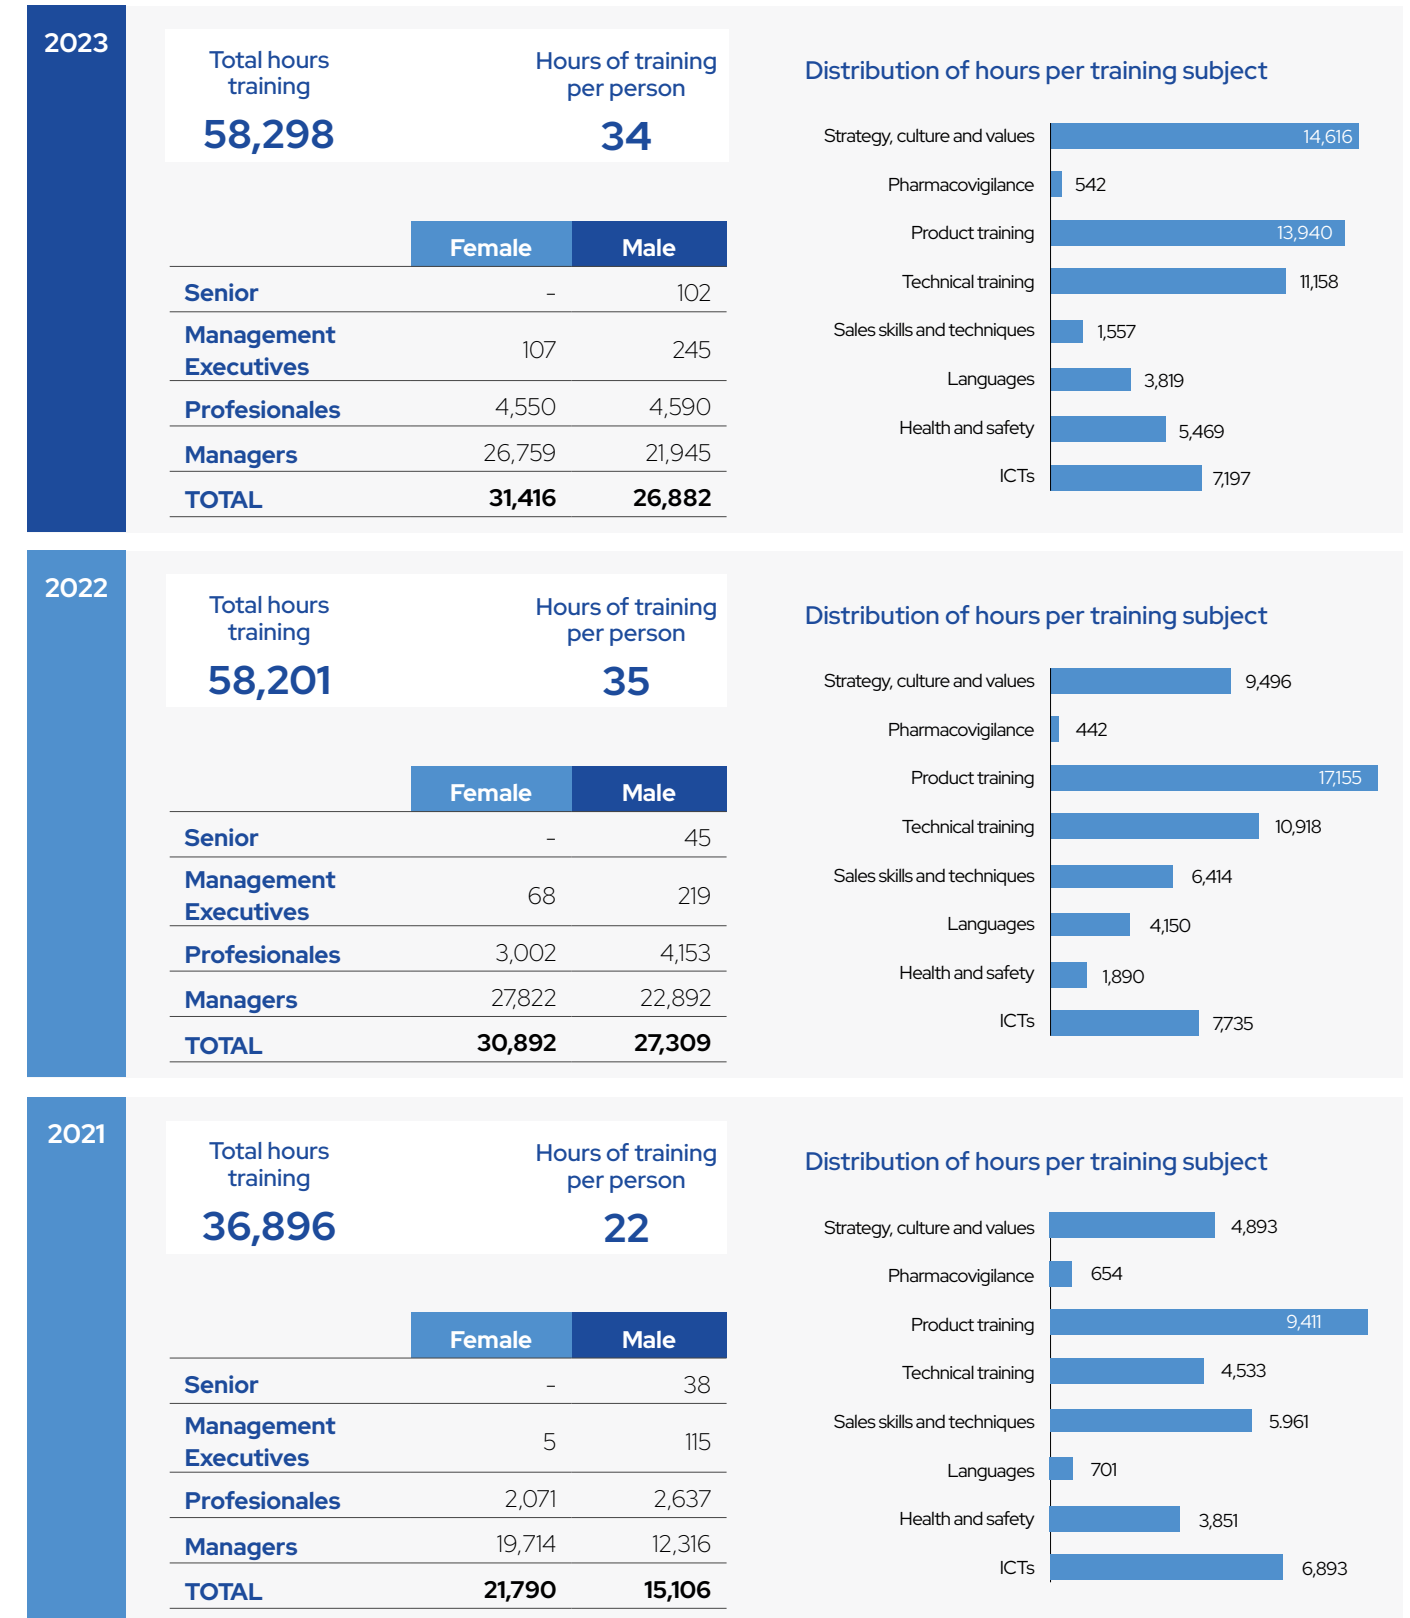 2023
Total hours
training
58,298
Hours of training
per person
34
Female Male
Senior - 102
Management
Executives 107 245
Profesionales 4,550 4,590
Managers 26,759 21,945
TOTAL 31,416 26,882
Distribution of hours per training subject
Strategy, culture and values 14,616
Pharmacovigilance 542
Product training 13,940
Technical training 11,158
Sales skills and techniques 1,557
Languages 3,819
Health and safety 5,469
ICTs 7,197
2022
Total hours
training
58,201
Hours of training
per person
35
Female Male
Senior - 45
Management
Executives 68 219
Profesionales 3,002 4,153
Managers 27,822 22,892
TOTAL 30,892 27,309
Distribution of hours per training subject
Strategy, culture and values 9,496
Pharmacovigilance 442
Product training 17,155
Technical training 10,918
Sales skills and techniques 6,414
Languages 4,150
Health and safety 1,890
ICTs 7,735
2021
Total hours
training
36,896
Hours of training
per person
22
Female Male
Senior - 38
Management
Executives 5 115
Profesionales 2,071 2,637
Managers 19,714 12,316
TOTAL 21,790 15,106
Distribution of hours per training subject
Strategy, culture and values 4,893
Pharmacovigilance 654
Product training 9,411
Technical training 4,533
Sales skills and techniques 5.961
Languages 701
Health and safety 3,851
ICTs 6,893